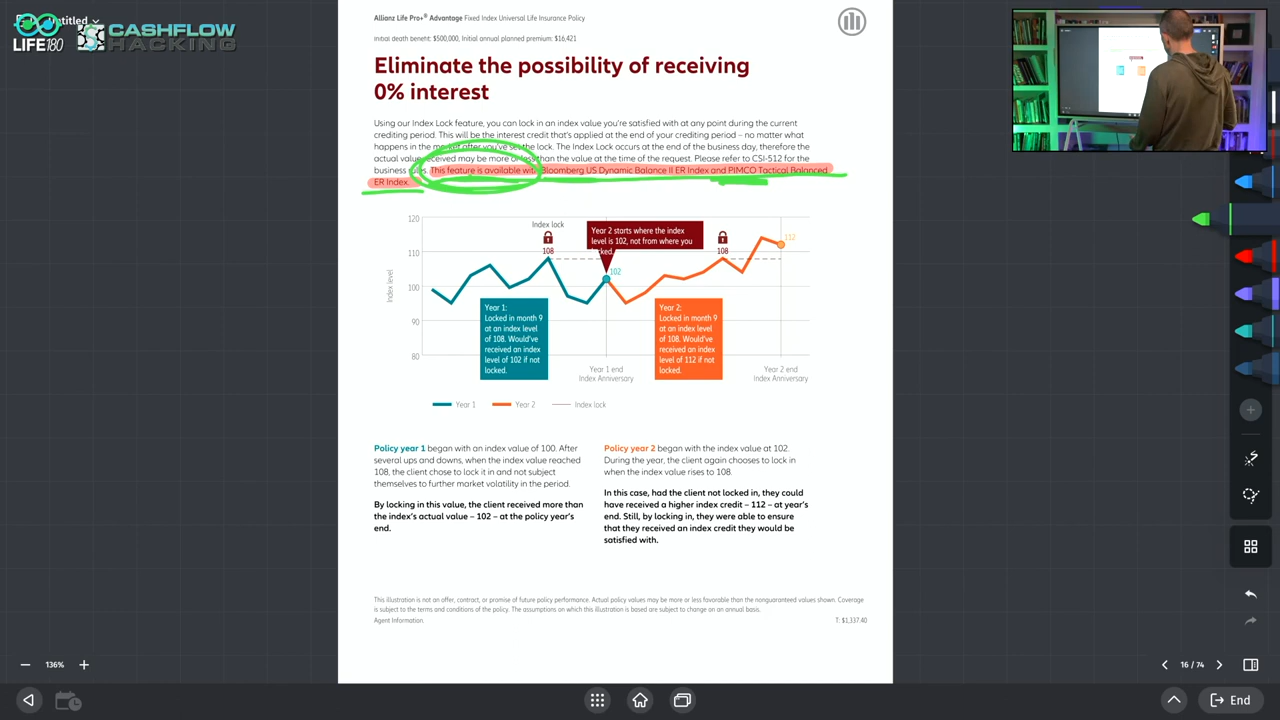 Untitled
LIFE180
CASHFLOW
HACKING
Allianz Life Pro+® Advantage Fixed Index Universal Life Insurance Policy
Initial death benefit: $500,000, Initial annual planned premium: $16,421
Eliminate the possibility of receiving
0% interest
Using our Index Lock feature, you can lock in an index value you're satisfied with at any point during the current
crediting period. This will be the interest credit that's applied at the end of your crediting period – no matter what
happens in the market after you've set the lock. The Index Lock occurs at the end of the business day, therefore the
actual value received may be more or less than the value at the time of the request. Please refer to CSI-512 for the
business rules. This feature is available with Bloomberg US Dynamic Balance II ER Index and PIMCO Tactical Balanced
ER Index.
120
110
100
90
80
Index level
Index lock
108
Year 2 starts where the index
level is 102, not from where you
locked.
102
108
112
Year 1:
Locked in month 9
at an index level
of 108. Would've
received an index
level of 102 if not
locked.
Year 2:
Locked in month 9
at an index level
of 108. Would've
received an index
level of 112 if not
locked.
Year 1 end
Index Anniversary
Year 2 end
Index Anniversary
Year 1 Year 2 Index lock
Policy year 1 began with an index value of 100. After
several ups and downs, when the index value reached
108, the client chose to lock it in and not subject
themselves to further market volatility in the period.
By locking in this value, the client received more than
the index's actual value – 102 – at the policy year's
end.
Policy year 2 began with the index value at 102.
During the year, the client again chooses to lock in
when the index value rises to 108.
In this case, had the client not locked in, they could
have received a higher index credit – 112 – at year's
end. Still, by locking in, they were able to ensure
that they received an index credit they would be
satisfied with.
This illustration is not an offer, contract, or promise of future policy performance. Actual policy values may be more or less favorable than the nonguaranteed values shown. Coverage
is subject to the terms and conditions of the policy. The assumptions on which this illustration is based are subject to change on an annual basis.
Agent Information.
T: $1,337.40
136%
16 / 74
End